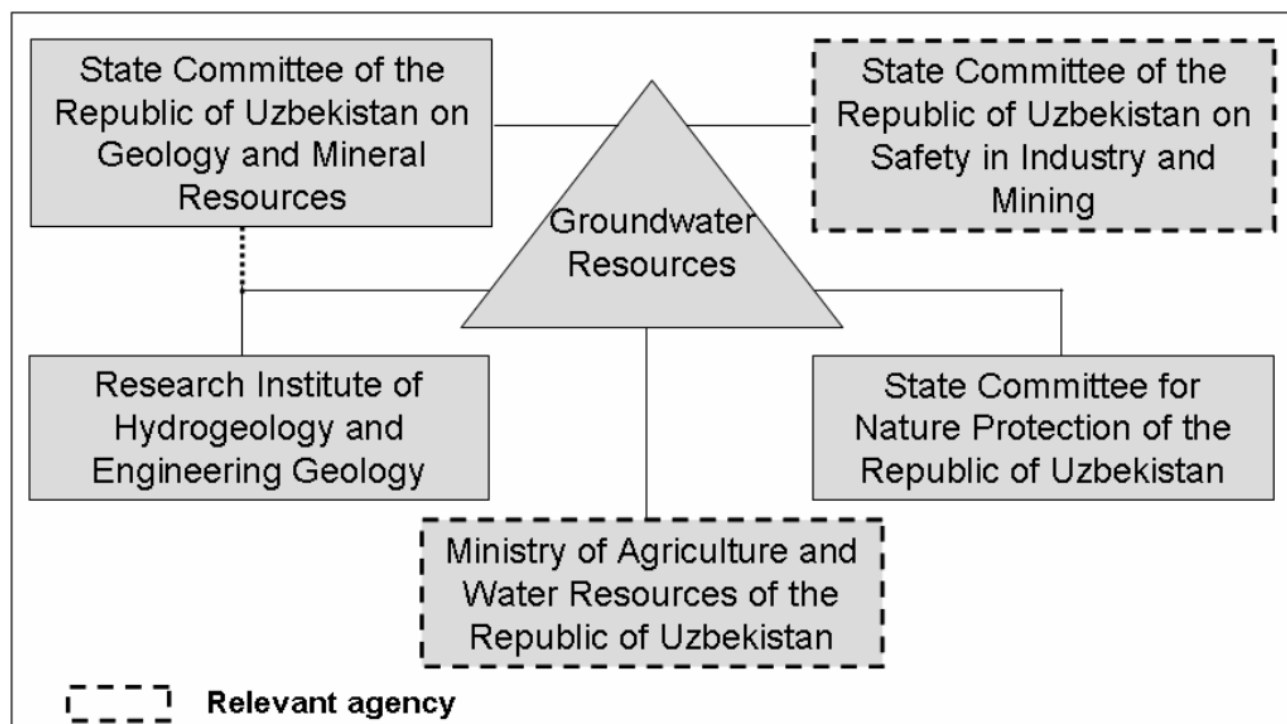 State Committee of the
Republic of Uzbekistan on
Geology and Mineral
Resources
State Committee of the
Republic of Uzbekistan on
Safety in Industry and
Mining
Groundwater
Resources
Research Institute of
Hydrogeology and
Engineering Geology
State Committee for
Nature Protection of the
Republic of Uzbekistan
Ministry of Agriculture and
Water Resources of the
Republic of Uzbekistan
Relevant agency